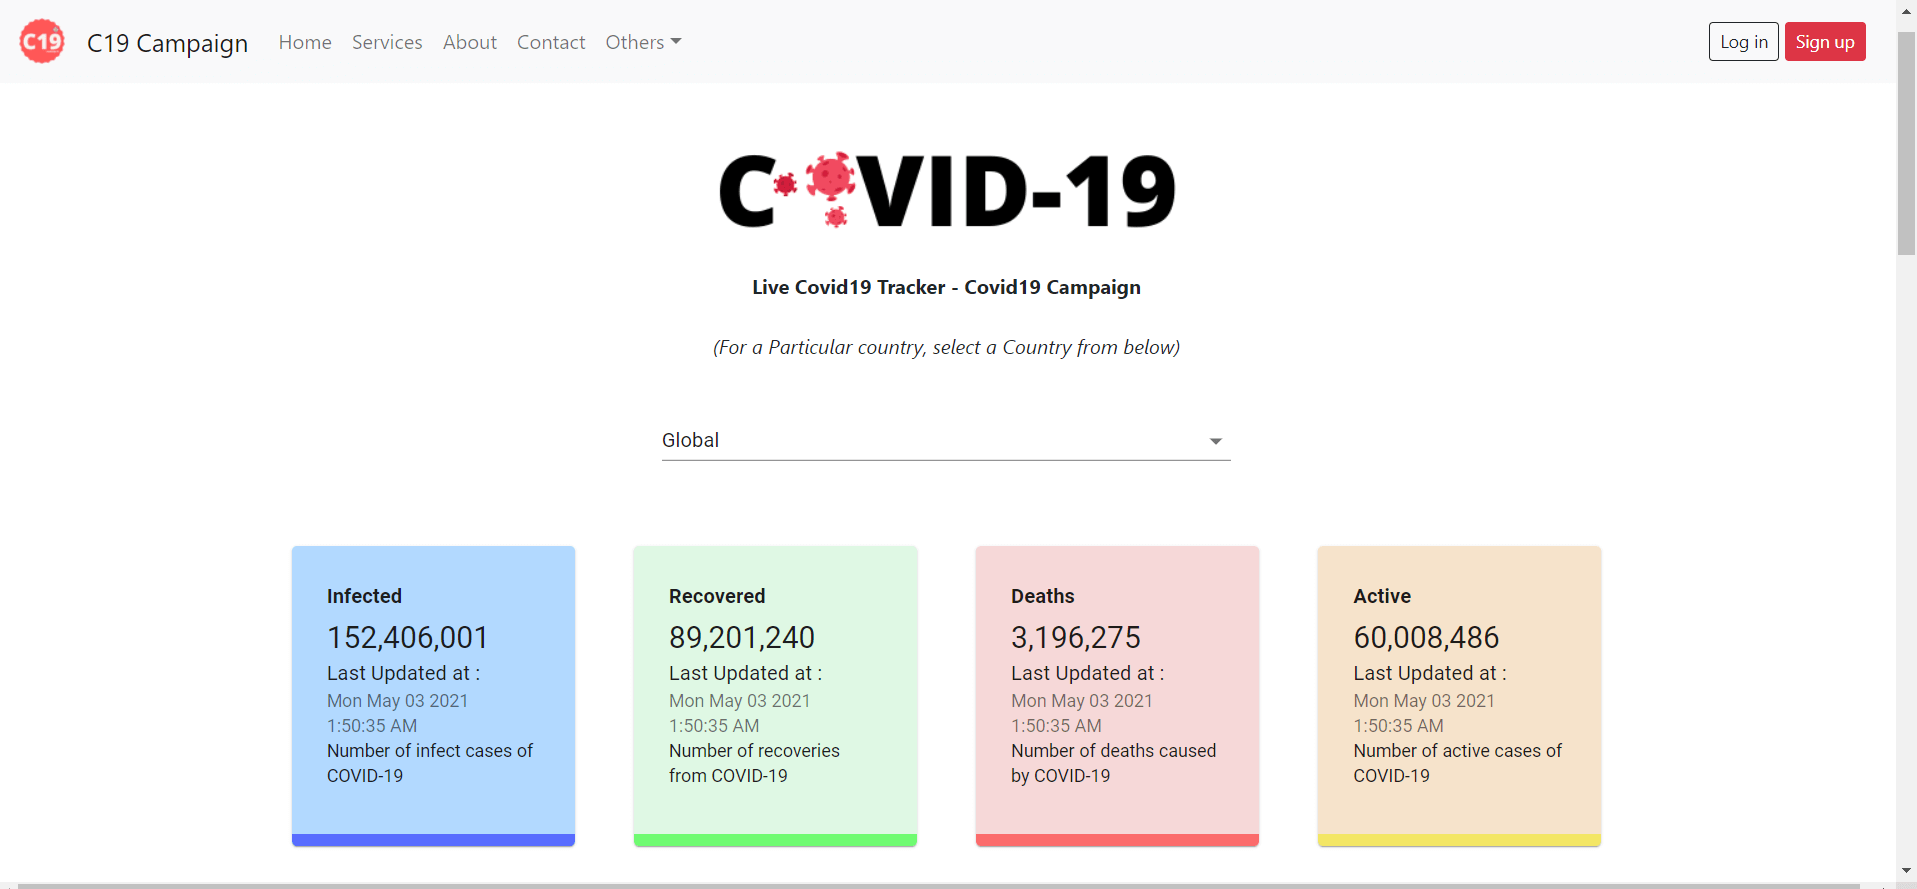 C19
C19 Campaign
Home
Services
About
Contact
Others
Log in
Sign up
COVID-19
Live Covid19 Tracker - Covid19 Campaign
(For a Particular country, select a Country from below)
Global
Infected
152,406,001
Last Updated at :
Mon May 03 2021
1:50:35 AM
Number of infect cases of
COVID-19
Recovered
89,201,240
Last Updated at :
Mon May 03 2021
1:50:35 AM
Number of recoveries
from COVID-19
Deaths
3,196,275
Last Updated at :
Mon May 03 2021
1:50:35 AM
Number of deaths caused
by COVID-19
Active
60,008,486
Last Updated at :
Mon May 03 2021
1:50:35 AM
Number of active cases of
COVID-19